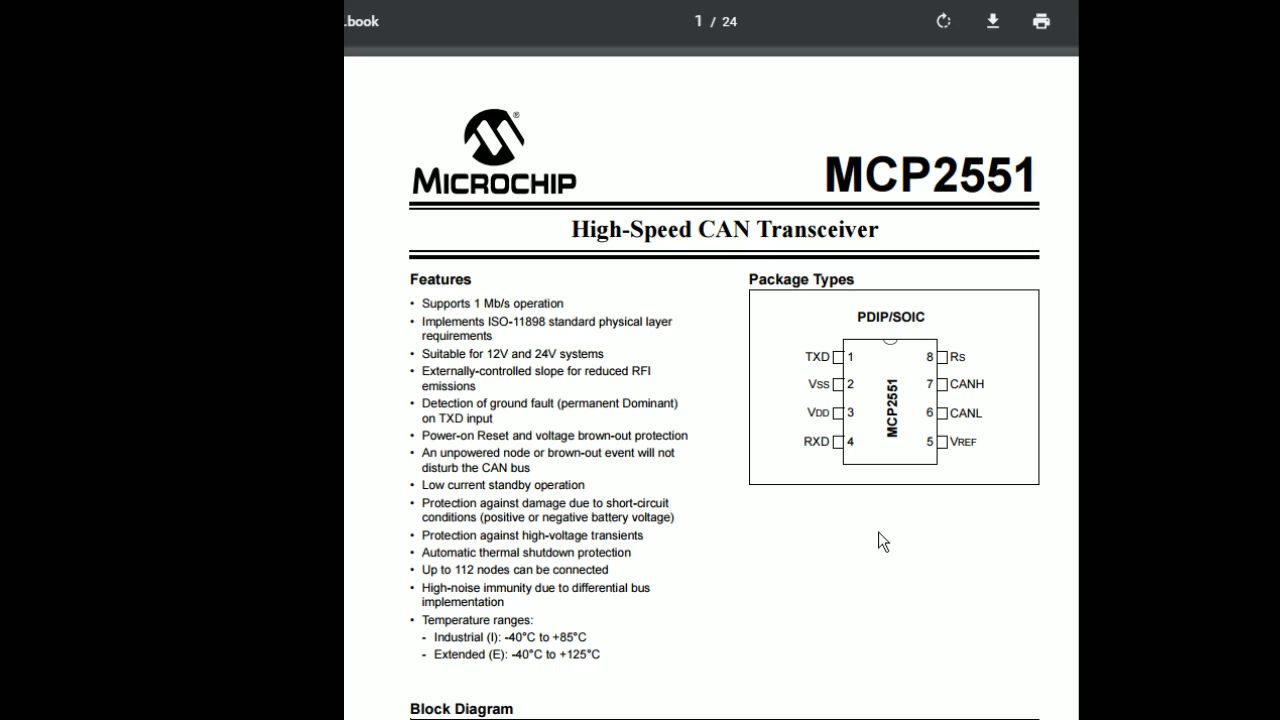 .book
1 / 24
MICROCHIP®
MCP2551
High-Speed CAN Transceiver
Features
• Supports 1 Mb/s operation
• Implements ISO-11898 standard physical layer
requirements
• Suitable for 12V and 24V systems
• Externally-controlled slope for reduced RFI
emissions
• Detection of ground fault (permanent Dominant)
on TXD input
• Power-on Reset and voltage brown-out protection
• An unpowered node or brown-out event will not
disturb the CAN bus
• Low current standby operation
• Protection against damage due to short-circuit
conditions (positive or negative battery voltage)
• Protection against high-voltage transients
• Automatic thermal shutdown protection
• Up to 112 nodes can be connected
• High-noise immunity due to differential bus
implementation
• Temperature ranges:
- Industrial (I): -40°C to +85°C
- Extended (E): -40°C to +125°C
Package Types
PDIP/SOIC
TXD 1 8 RS
VSS 2 7 CANH
VDD 3 6 CANL
RXD 4 5 VREF
MCP2551
Block Diagram